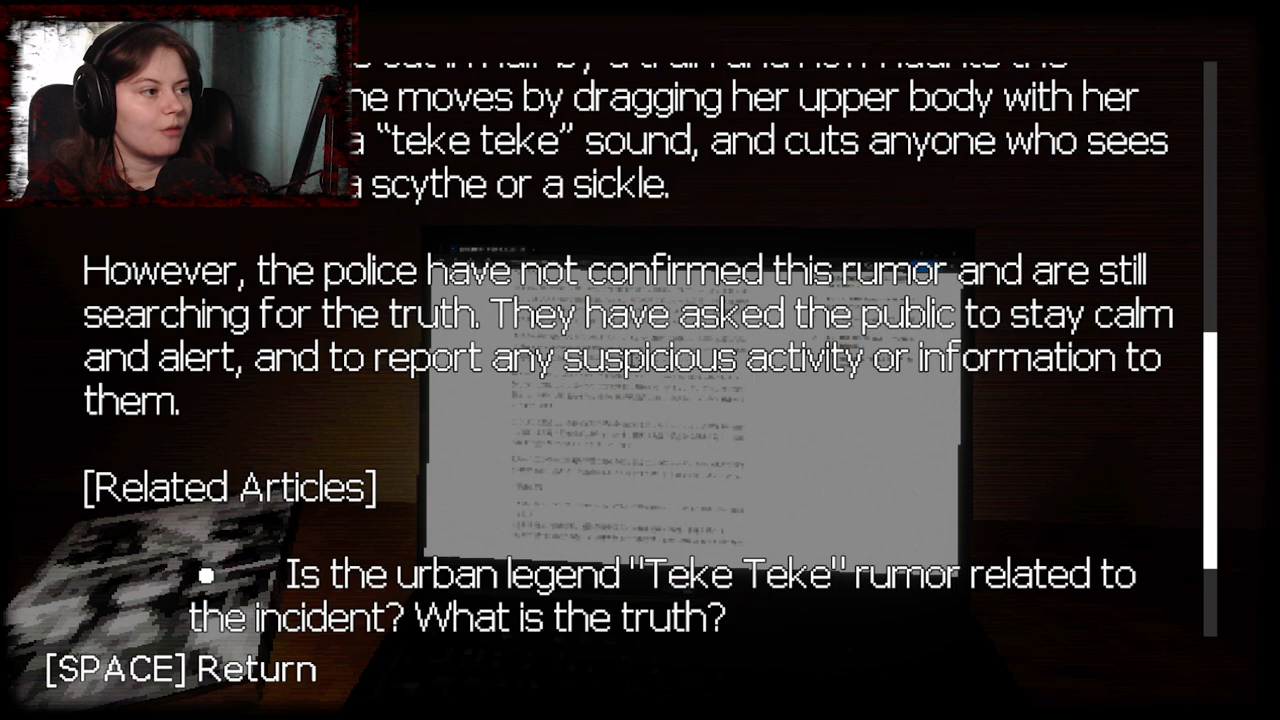 he moves by dragging her upper body with her
a “teke teke” sound, and cuts anyone who sees
a scythe or a sickle.
However, the police have not confirmed this rumor and are still
searching for the truth. They have asked the public to stay calm
and alert, and to report any suspicious activity or information to
them.
[Related Articles]
• Is the urban legend "Teke Teke" rumor related to
the incident? What is the truth?
[SPACE] Return